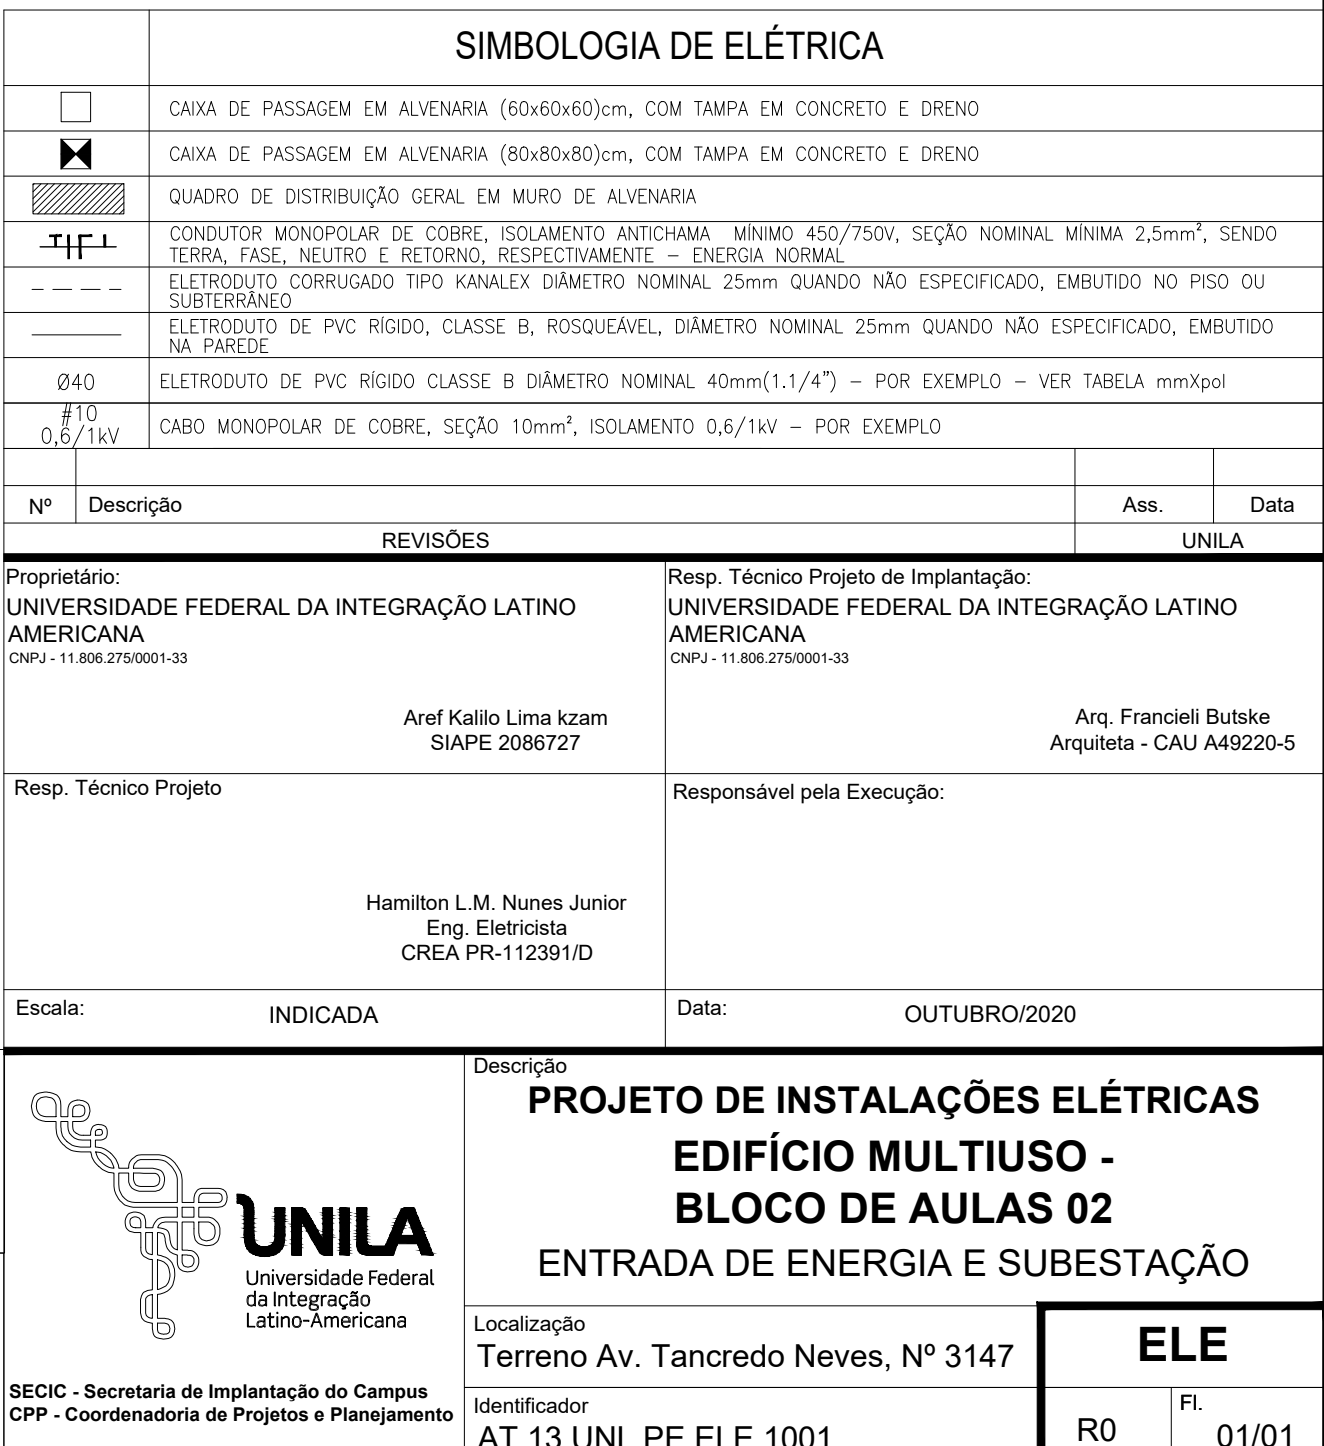 SIMBOLOGIA DE ELÉTRICA
CAIXA DE PASSAGEM EM ALVENARIA (60x60x60)cm, COM TAMPA EM CONCRETO E DRENO
CAIXA DE PASSAGEM EM ALVENARIA (80x80x80)cm, COM TAMPA EM CONCRETO E DRENO
QUADRO DE DISTRIBUIÇÃO GERAL EM MURO DE ALVENARIA
CONDUTOR MONOPOLAR DE COBRE, ISOLAMENTO ANTICHAMA MÍNIMO 450/750V, SEÇÃO NOMINAL MÍNIMA 2,5mm², SENDO
TERRA, FASE, NEUTRO E RETORNO, RESPECTIVAMENTE – ENERGIA NORMAL
ELETRODUTO CORRUGADO TIPO KANALEX DIÂMETRO NOMINAL 25mm QUANDO NÃO ESPECIFICADO, EMBUTIDO NO PISO OU
SUBTERRÂNEO
ELETRODUTO DE PVC RÍGIDO, CLASSE B, ROSQUEÁVEL, DIÂMETRO NOMINAL 25mm QUANDO NÃO ESPECIFICADO, EMBUTIDO
NA PAREDE
Ø40 ELETRODUTO DE PVC RÍGIDO CLASSE B DIÂMETRO NOMINAL 40mm(1.1/4") – POR EXEMPLO – VER TABELA mmXpol
#10
0,6/1kV CABO MONOPOLAR DE COBRE, SEÇÃO 10mm², ISOLAMENTO 0,6/1kV – POR EXEMPLO
Nº Descrição Ass. Data
REVISÕES UNILA
Proprietário:
UNIVERSIDADE FEDERAL DA INTEGRAÇÃO LATINO
AMERICANA
CNPJ - 11.806.275/0001-33
Aref Kalilo Lima kzam
SIAPE 2086727
Resp. Técnico Projeto de Implantação:
UNIVERSIDADE FEDERAL DA INTEGRAÇÃO LATINO
AMERICANA
CNPJ - 11.806.275/0001-33
Arq. Francieli Butske
Arquiteta - CAU A49220-5
Resp. Técnico Projeto
Hamilton L.M. Nunes Junior
Eng. Eletricista
CREA PR-112391/D
Responsável pela Execução:
Escala: INDICADA
Data: OUTUBRO/2020
UNILA
Universidade Federal
da Integração
Latino-Americana
SECIC - Secretaria de Implantação do Campus
CPP - Coordenadoria de Projetos e Planejamento
Descrição
PROJETO DE INSTALAÇÕES ELÉTRICAS
EDIFÍCIO MULTIUSO -
BLOCO DE AULAS 02
ENTRADA DE ENERGIA E SUBESTAÇÃO
Localização
Terreno Av. Tancredo Neves, Nº 3147
Identificador
AT 13 UNI PE ELE 1001
ELE
R0
Fl.
01/01